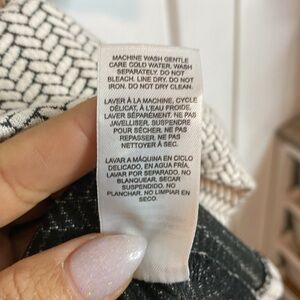 MACHINE WASH GENTLE
CARE COLD WATER. WASH
SEPARATELY. DO NOT
BLEACH. LINE DRY. DO NOT
IRON. DO NOT DRY CLEAN.
LAVER À LA MACHINE, CYCLE
DÉLICAT, À L'EAU FROIDE.
LAVER SÉPARÉMENT. NE PAS
JAVELLISER. SUSPENDRE
POUR SÉCHER. NE PAS
REPASSER. NE PAS
NETTOYER À SEC.
LAVAR A MÁQUINA EN CICLO
DELICADO, EN AGUA FRÍA.
LAVAR POR SEPARADO. NO
BLANQUEAR. SECAR
SUSPENDIDO. NO
PLANCHAR. NO LIMPIAR EN
SECO.